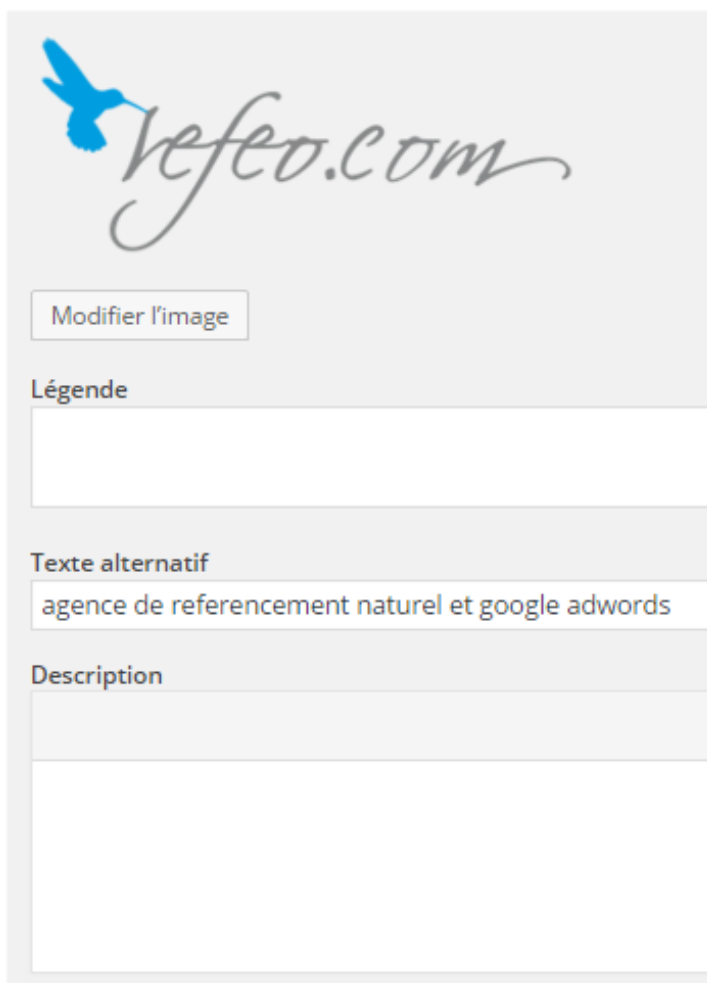 vefeo.com
Modifier l'image
Légende
Texte alternatif
agence de referencement naturel et google adwords
Description